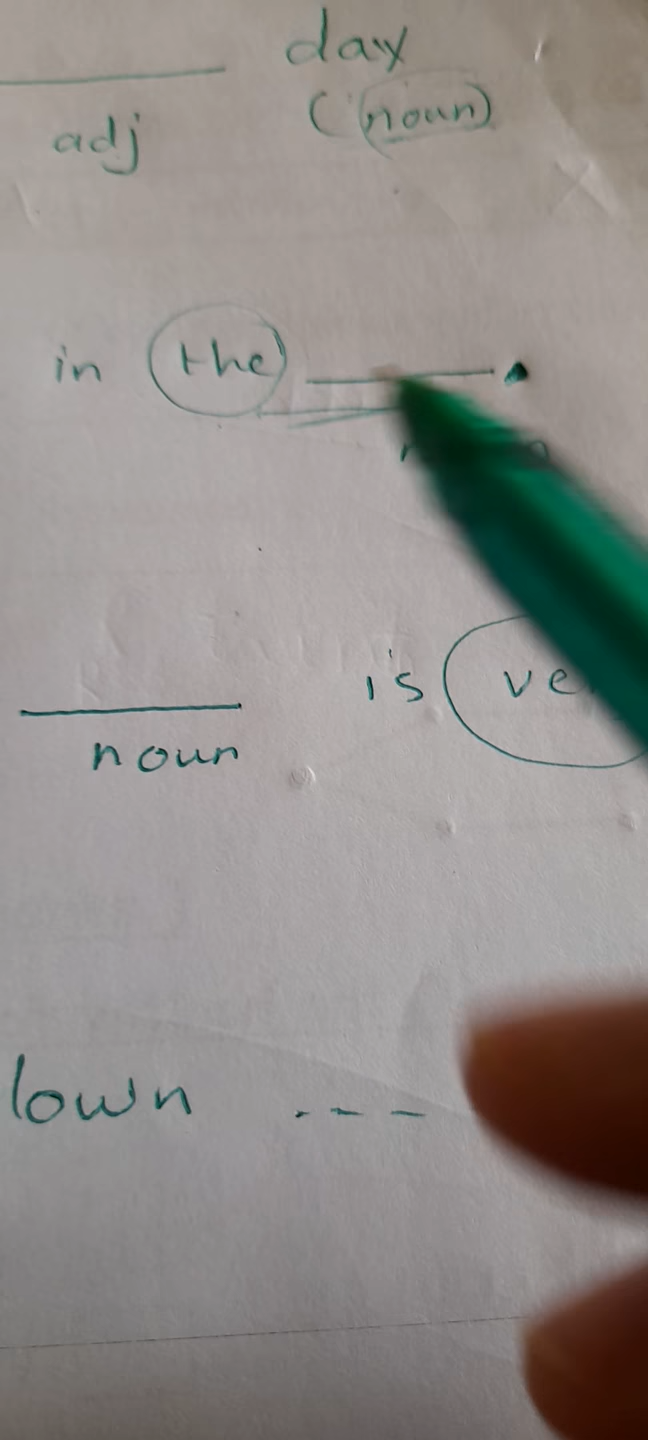 day
adj (noun)
in the
is
noun
lown ---